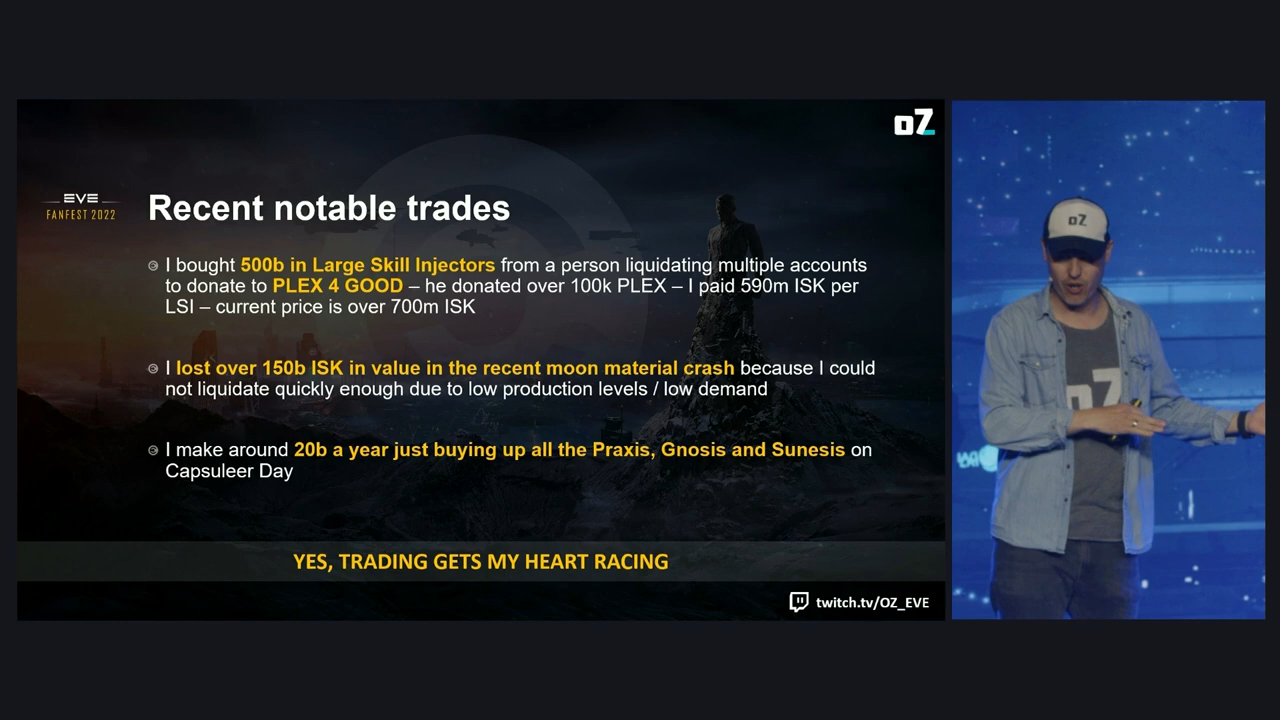 oZ
EVE
FANFEST 2022
Recent notable trades
I bought 500b in Large Skill Injectors from a person liquidating multiple accounts
to donate to PLEX 4 GOOD – he donated over 100k PLEX – I paid 590m ISK per
LSI – current price is over 700m ISK
I lost over 150b ISK in value in the recent moon material crash because I could
not liquidate quickly enough due to low production levels / low demand
I make around 20b a year just buying up all the Praxis, Gnosis and Sunesis on
Capsuleer Day
YES, TRADING GETS MY HEART RACING
twitch.tv/OZ_EVE
oZ
oZ